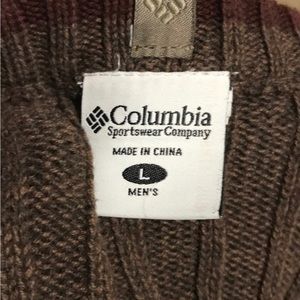 Columbia
Sportswear Company
MADE IN CHINA
L
MEN'S